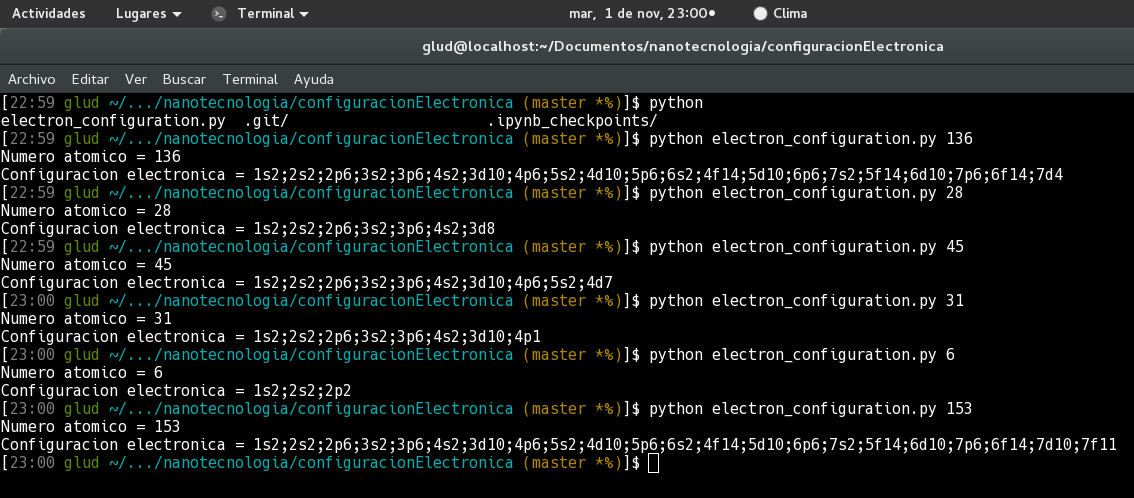 Actividades Lugares Terminal mar, 1 de nov, 23:00 Clima
glud@localhost:~/Documentos/nanotecnologia/configuracionElectronica
Archivo Editar Ver Buscar Terminal Ayuda
[22:59 glud ~/.../nanotecnologia/configuracionElectronica (master *%)]$ python
electron_configuration.py .git/ .ipynb_checkpoints/
[22:59 glud ~/.../nanotecnologia/configuracionElectronica (master *%)]$ python electron_configuration.py 136
Numero atomico = 136
Configuracion electronica = 1s2;2s2;2p6;3s2;3p6;4s2;3d10;4p6;5s2;4d10;5p6;6s2;4f14;5d10;6p6;7s2;5f14;6d10;7p6;6f14;7d4
[22:59 glud ~/.../nanotecnologia/configuracionElectronica (master *%)]$ python electron_configuration.py 28
Numero atomico = 28
Configuracion electronica = 1s2;2s2;2p6;3s2;3p6;4s2;3d8
[22:59 glud ~/.../nanotecnologia/configuracionElectronica (master *%)]$ python electron_configuration.py 45
Numero atomico = 45
Configuracion electronica = 1s2;2s2;2p6;3s2;3p6;4s2;3d10;4p6;5s2;4d7
[23:00 glud ~/.../nanotecnologia/configuracionElectronica (master *%)]$ python electron_configuration.py 31
Numero atomico = 31
Configuracion electronica = 1s2;2s2;2p6;3s2;3p6;4s2;3d10;4p1
[23:00 glud ~/.../nanotecnologia/configuracionElectronica (master *%)]$ python electron_configuration.py 6
Numero atomico = 6
Configuracion electronica = 1s2;2s2;2p2
[23:00 glud ~/.../nanotecnologia/configuracionElectronica (master *%)]$ python electron_configuration.py 153
Numero atomico = 153
Configuracion electronica = 1s2;2s2;2p6;3s2;3p6;4s2;3d10;4p6;5s2;4d10;5p6;6s2;4f14;5d10;6p6;7s2;5f14;6d10;7p6;6f14;7d10;7f11
[23:00 glud ~/.../nanotecnologia/configuracionElectronica (master *%)]$